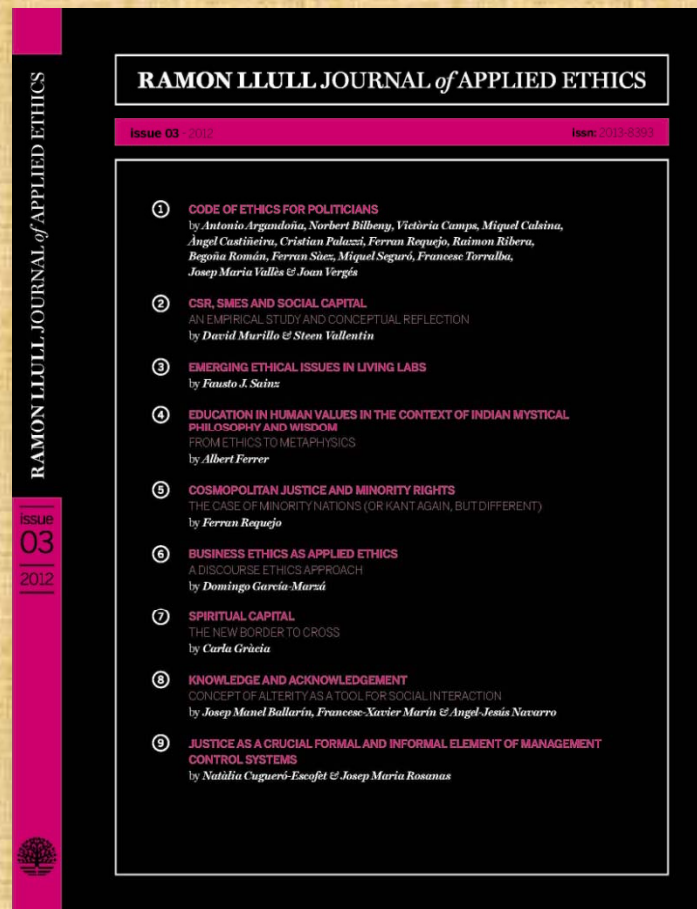 RAMON LLULL JOURNAL of APPLIED ETHICS
issue
03
2012
RAMON LLULL JOURNAL of APPLIED ETHICS
issue 03 - 2012
issn: 2013-8393
1
CODE OF ETHICS FOR POLITICIANS
by Antonio Argandoña, Norbert Bilbeny, Victòria Camps, Miquel Calsina,
Àngel Castiñeira, Cristian Palazzi, Ferran Requejo, Raimon Ribera,
Begoña Román, Ferran Sàez, Miquel Seguró, Francesc Torralba,
Josep Maria Vallès & Joan Vergés
2
CSR, SMES AND SOCIAL CAPITAL
AN EMPIRICAL STUDY AND CONCEPTUAL REFLECTION
by David Murillo & Steen Vallentin
3
EMERGING ETHICAL ISSUES IN LIVING LABS
by Fausto J. Sainz
4
EDUCATION IN HUMAN VALUES IN THE CONTEXT OF INDIAN MYSTICAL
PHILOSOPHY AND WISDOM
FROM ETHICS TO METAPHYSICS
by Albert Ferrer
5
COSMOPOLITAN JUSTICE AND MINORITY RIGHTS
THE CASE OF MINORITY NATIONS (OR KANT AGAIN, BUT DIFFERENT)
by Ferran Requejo
6
BUSINESS ETHICS AS APPLIED ETHICS
A DISCOURSE ETHICS APPROACH
by Domingo García-Marzá
7
SPIRITUAL CAPITAL
THE NEW BORDER TO CROSS
by Carla Gràcia
8
KNOWLEDGE AND ACKNOWLEDGEMENT
CONCEPT OF ALTERITY AS A TOOL FOR SOCIAL INTERACTION
by Josep Manel Ballarín, Francesc-Xavier Marín & Angel-Jesús Navarro
9
JUSTICE AS A CRUCIAL FORMAL AND INFORMAL ELEMENT OF MANAGEMENT
CONTROL SYSTEMS
by Natàlia Cugueró-Escofet & Josep Maria Rosanas